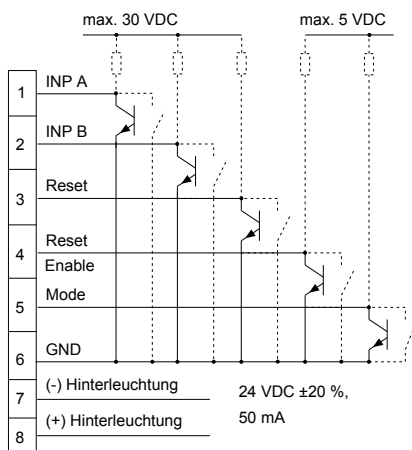 max. 30 VDC
max. 5 VDC
1
INP A
2
INP B
3
Reset
4
Reset
Enable
5
Mode
6
GND
7
(-) Hinterleuchtung
8
(+) Hinterleuchtung
24 VDC ±20 %,
50 mA